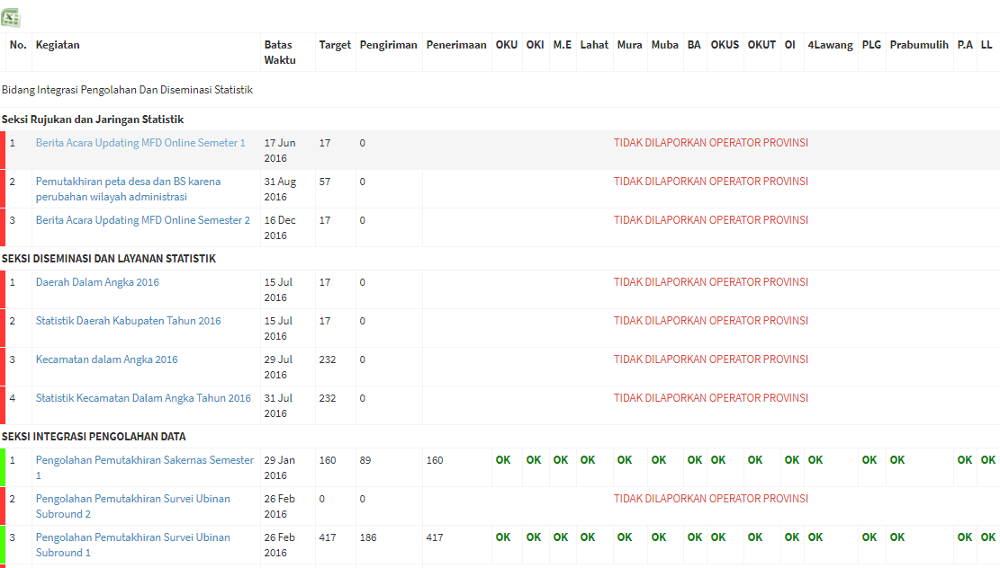 No. Kegiatan Batas Waktu Target Pengiriman Penerimaan OKU OKI M.E Lahat Mura Muba BA OKUS OKUT OI 4Lawang PLG Prabumulih P.A LL
Bidang Integrasi Pengolahan Dan Diseminasi Statistik
Seksi Rujukan dan Jaringan Statistik
1 Berita Acara Updating MFD Online Semeter 1 17 Jun 17 0 TIDAK DILAPORKAN OPERATOR PROVINSI
2016
2 Pemutakhiran peta desa dan BS karena 31 Aug 57 0 TIDAK DILAPORKAN OPERATOR PROVINSI
perubahan wilayah administrasi 2016
3 Berita Acara Updating MFD Online Semester 2 16 Dec 17 0 TIDAK DILAPORKAN OPERATOR PROVINSI
2016
SEKSI DISEMINASI DAN LAYANAN STATISTIK
1 Daerah Dalam Angka 2016 15 Jul 17 0 TIDAK DILAPORKAN OPERATOR PROVINSI
2016
2 Statistik Daerah Kabupaten Tahun 2016 15 Jul 17 0 TIDAK DILAPORKAN OPERATOR PROVINSI
2016
3 Kecamatan dalam Angka 2016 29 Jul 232 0 TIDAK DILAPORKAN OPERATOR PROVINSI
2016
4 Statistik Kecamatan Dalam Angka Tahun 2016 31 Jul 232 0 TIDAK DILAPORKAN OPERATOR PROVINSI
2016
SEKSI INTEGRASI PENGOLAHAN DATA
1 Pengolahan Pemutakhiran Sakernas Semester 29 Jan 160 89 160 OK OK OK OK OK OK OK OK OK OK OK OK OK OK OK
1 2016
2 Pengolahan Pemutakhiran Survei Ubinan 26 Feb 0 0 TIDAK DILAPORKAN OPERATOR PROVINSI
Subround 2 2016
3 Pengolahan Pemutakhiran Survei Ubinan 26 Feb 417 186 417 OK OK OK OK OK OK OK OK OK OK OK OK OK OK OK
Subround 1 2016